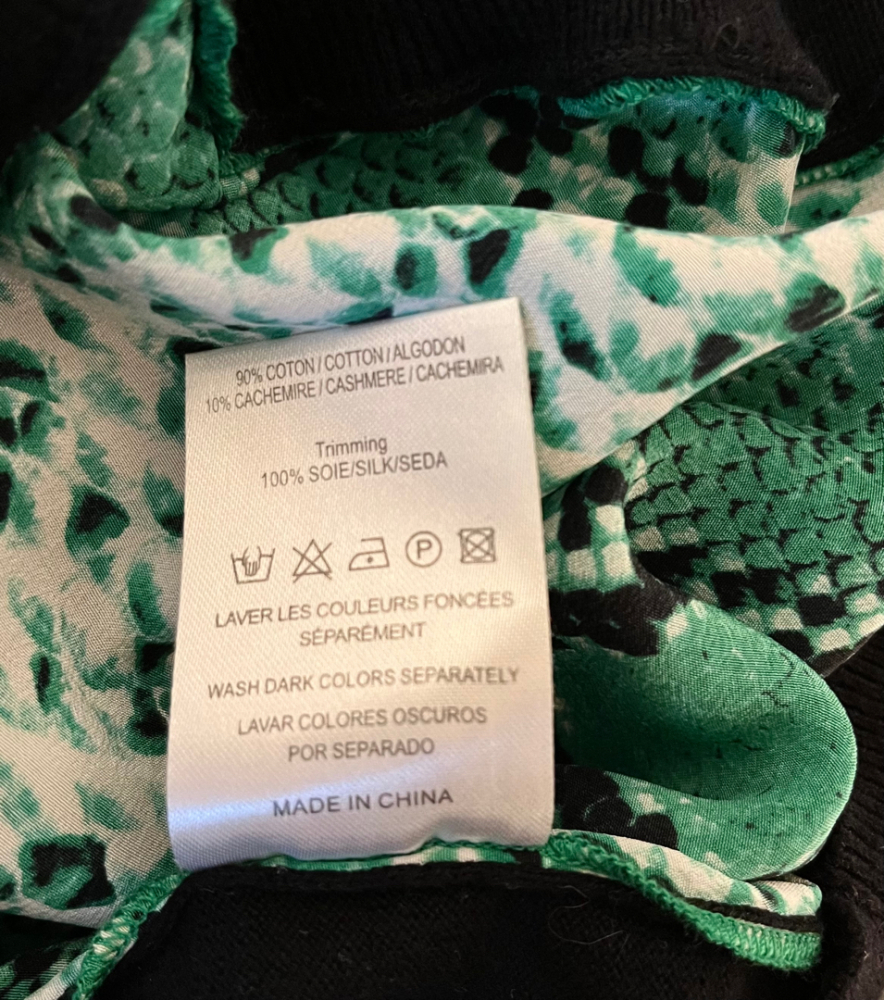 90% COTON / COTTON / ALGODON
10% CACHEMIRE / CASHMERE / CACHEMIRA
Trimming
100% SOIE/SILK/SEDA
P
LAVER LES COULEURS FONCÉES
SÉPARÉMENT
WASH DARK COLORS SEPARATELY
LAVAR COLORES OSCUROS
POR SEPARADO
MADE IN CHINA